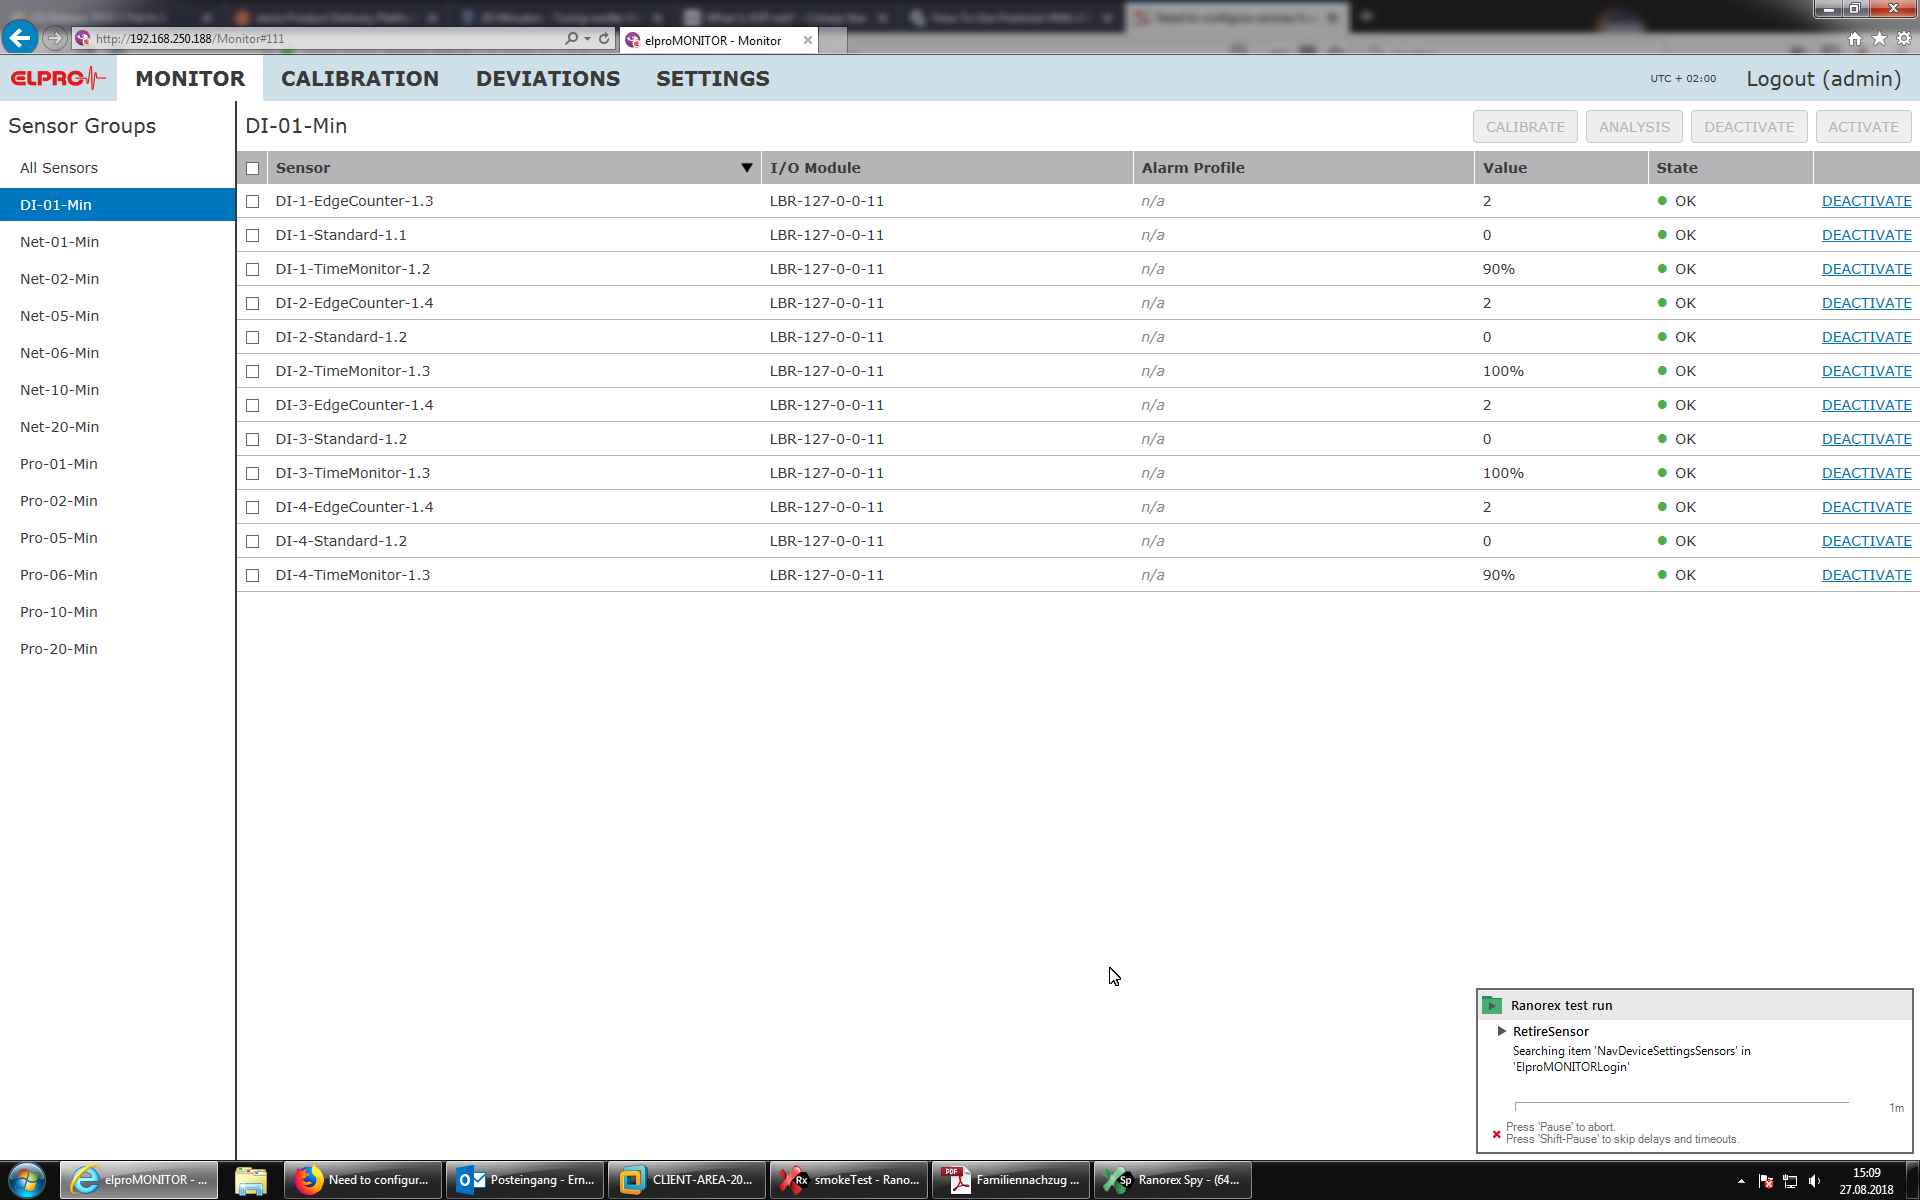 http://192.168.250.188/Monitor#111
elproMONITOR - Monitor
ELPRO
MONITOR
CALIBRATION
DEVIATIONS
SETTINGS
UTC + 02:00
Logout (admin)
Sensor Groups
All Sensors
DI-01-Min
Net-01-Min
Net-02-Min
Net-05-Min
Net-06-Min
Net-10-Min
Net-20-Min
Pro-01-Min
Pro-02-Min
Pro-05-Min
Pro-06-Min
Pro-10-Min
Pro-20-Min
DI-01-Min
CALIBRATE ANALYSIS DEACTIVATE ACTIVATE
Sensor I/O Module Alarm Profile Value State
DI-1-EdgeCounter-1.3 LBR-127-0-0-11 n/a 2 OK DEACTIVATE
DI-1-Standard-1.1 LBR-127-0-0-11 n/a 0 OK DEACTIVATE
DI-1-TimeMonitor-1.2 LBR-127-0-0-11 n/a 90% OK DEACTIVATE
DI-2-EdgeCounter-1.4 LBR-127-0-0-11 n/a 2 OK DEACTIVATE
DI-2-Standard-1.2 LBR-127-0-0-11 n/a 0 OK DEACTIVATE
DI-2-TimeMonitor-1.3 LBR-127-0-0-11 n/a 100% OK DEACTIVATE
DI-3-EdgeCounter-1.4 LBR-127-0-0-11 n/a 2 OK DEACTIVATE
DI-3-Standard-1.2 LBR-127-0-0-11 n/a 0 OK DEACTIVATE
DI-3-TimeMonitor-1.3 LBR-127-0-0-11 n/a 100% OK DEACTIVATE
DI-4-EdgeCounter-1.4 LBR-127-0-0-11 n/a 2 OK DEACTIVATE
DI-4-Standard-1.2 LBR-127-0-0-11 n/a 0 OK DEACTIVATE
DI-4-TimeMonitor-1.3 LBR-127-0-0-11 n/a 90% OK DEACTIVATE
Ranorex test run
RetireSensor
Searching item 'NavDeviceSettingsSensors' in
'ElproMONITORLogin'
1m
Press 'Pause' to abort.
Press 'Shift-Pause' to skip delays and timeouts.
elproMONITOR - ...
Need to configur...
Posteingang - Ern...
CLIENT-AREA-20...
Rx
smokeTest - Rano...
PDF
Familiennachzug ...
Sp
Ranorex Spy - (64...
15:09
27.08.2018